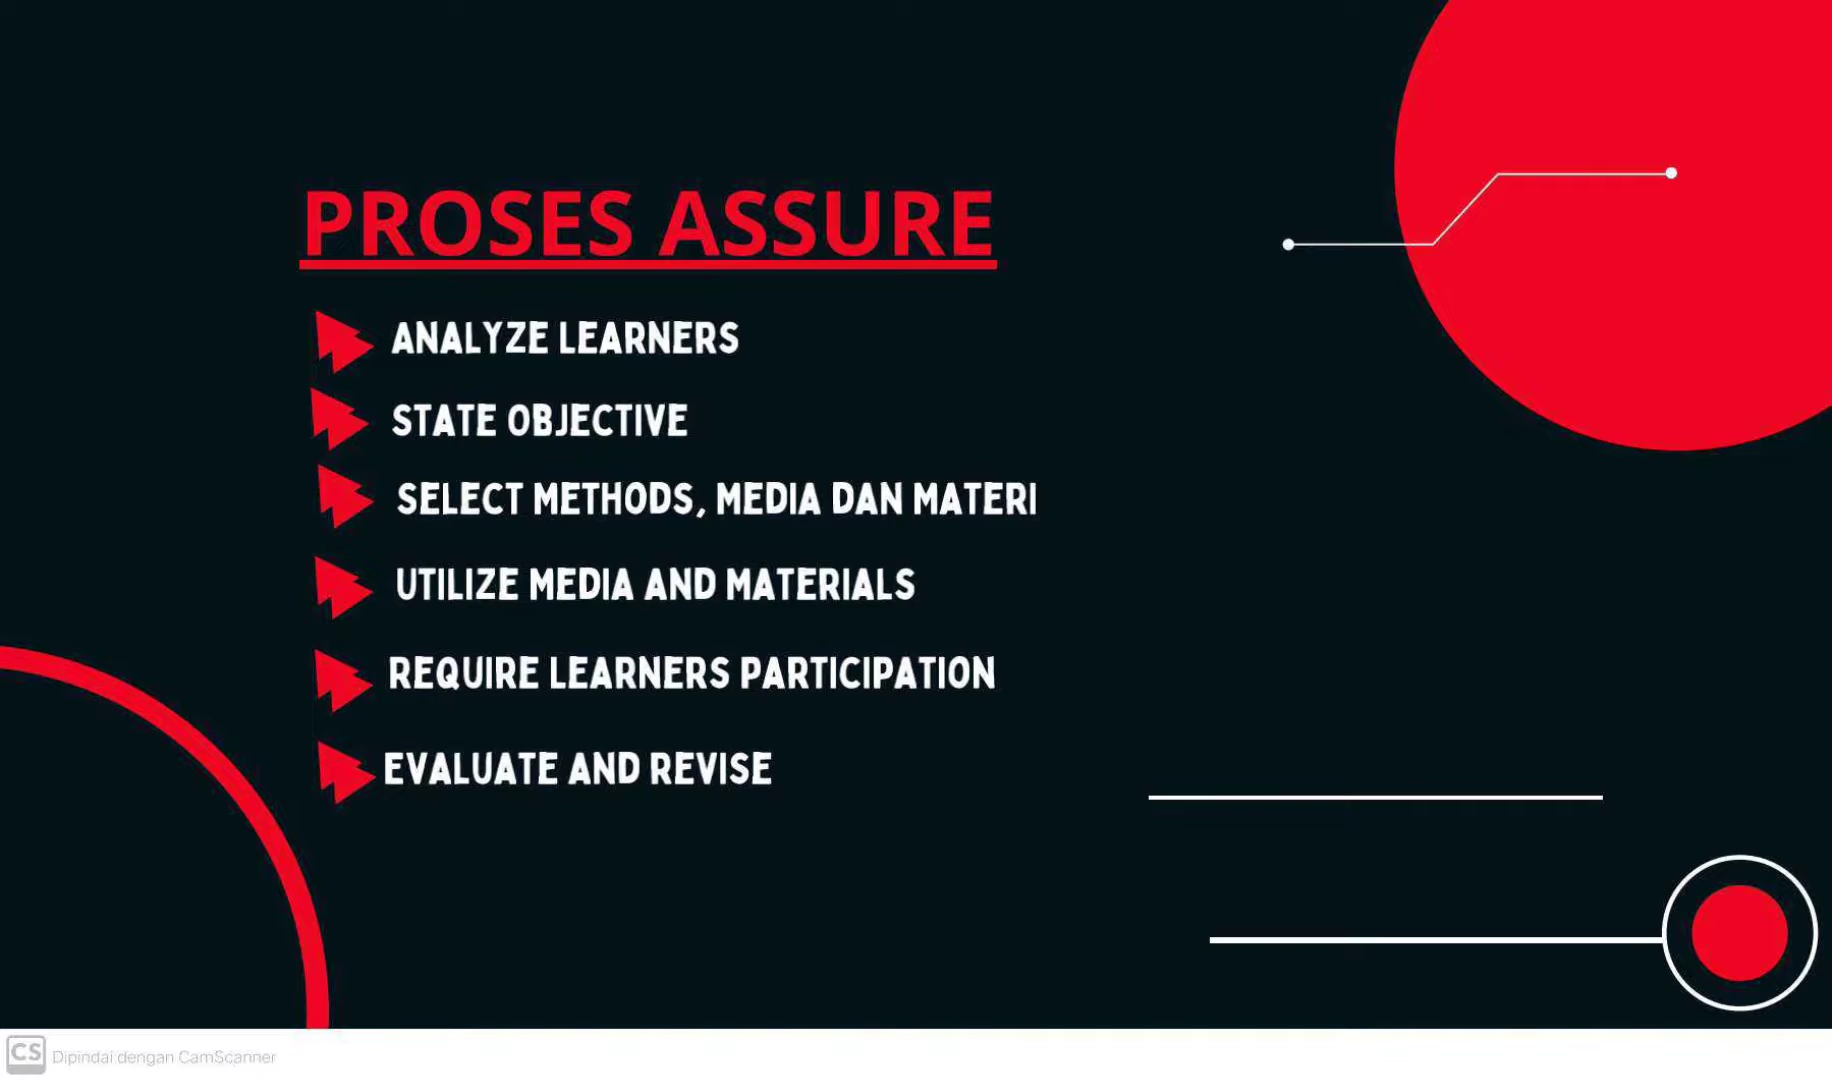 PROSES ASSURE
ANALYZE LEARNERS
STATE OBJECTIVE
SELECT METHODS, MEDIA DAN MATERI
UTILIZE MEDIA AND MATERIALS
REQUIRE LEARNERS PARTICIPATION
EVALUATE AND REVISE
CS Dipindai dengan CamScanner